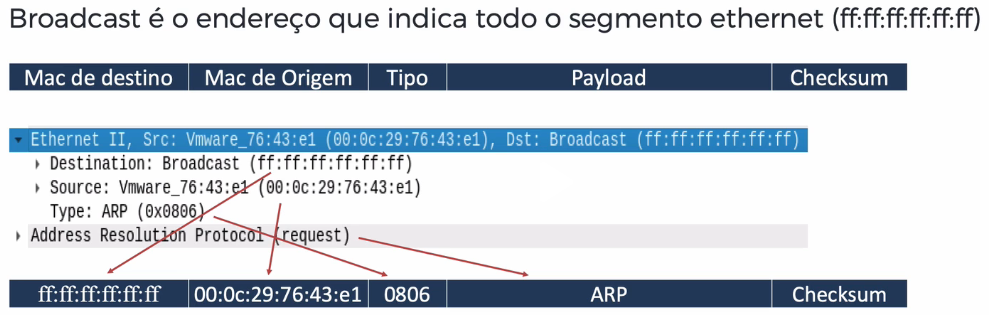 Broadcast é o endereço que indica todo o segmento ethernet (ff:ff:ff:ff:ff:ff)
Mac de destino Mac de Origem Tipo Payload Checksum
Ethernet II, Src: Vmware_76:43:e1 (00:0c:29:76:43:e1), Dst: Broadcast (ff:ff:ff:ff:ff:ff)
Destination: Broadcast (ff:ff:ff:ff:ff:ff)
Source: Vmware_76:43:e1 (00:0c:29:76:43:e1)
Type: ARP (0x0806)
Address Resolution Protocol (request)
ff:ff:ff:ff:ff:ff 00:0c:29:76:43:e1 0806 ARP Checksum